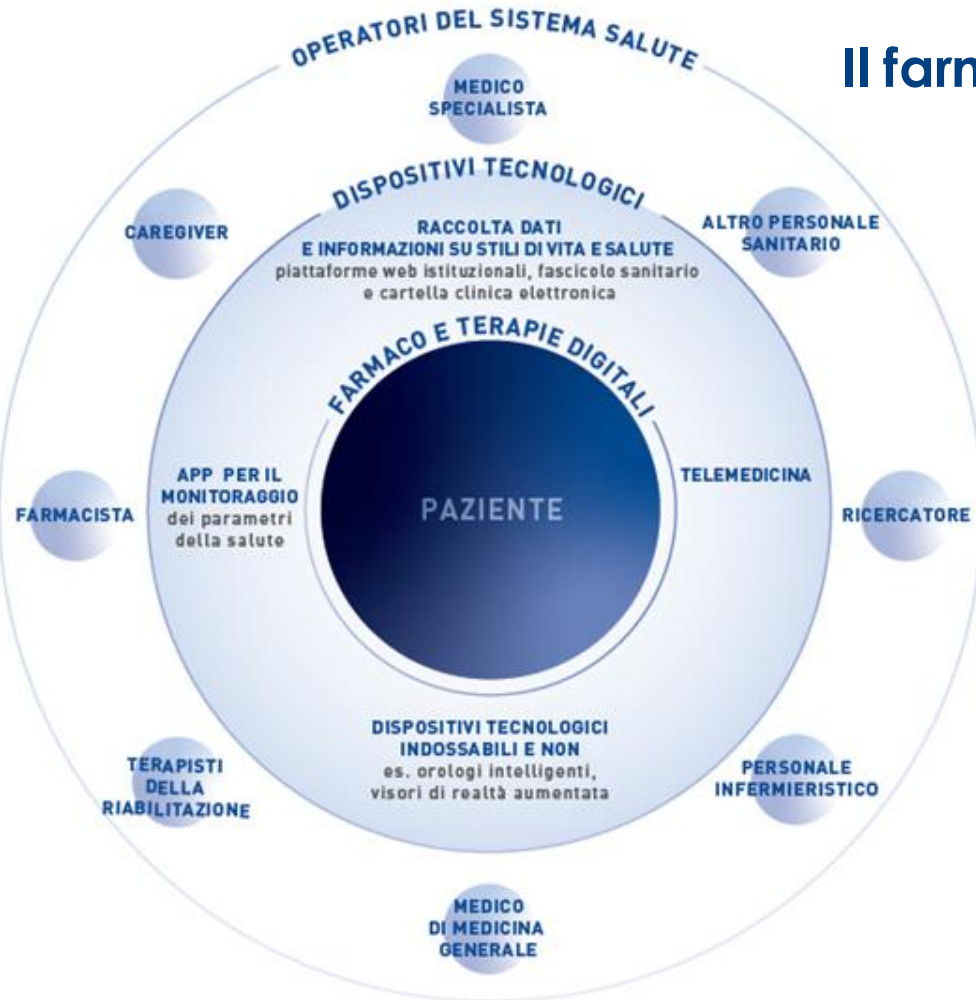 OPERATORI DEL SISTEMA SALUTE
Il farm
MEDICO
SPECIALISTA
DISPOSITIVI TECNOLOGICI
CAREGIVER
RACCOLTA DATI
E INFORMAZIONI SU STILI DI VITA E SALUTE
piattaforme web istituzionali, fascicolo sanitario
e cartella clinica elettronica
ALTRO PERSONALE
SANITARIO
FARMACO E TERAPIE DIGITALI
FARMACISTA
APP PER IL
MONITORAGGIO
dei parametri
della salute
PAZIENTE
TELEMEDICINA
RICERCATORE
DISPOSITIVI TECNOLOGICI
INDOSSABILI E NON
es. orologi intelligenti,
visori di realtà aumentata
TERAPISTI
DELLA
RIABILITAZIONE
PERSONALE
INFERMIERISTICO
MEDICO
DI MEDICINA
GENERALE